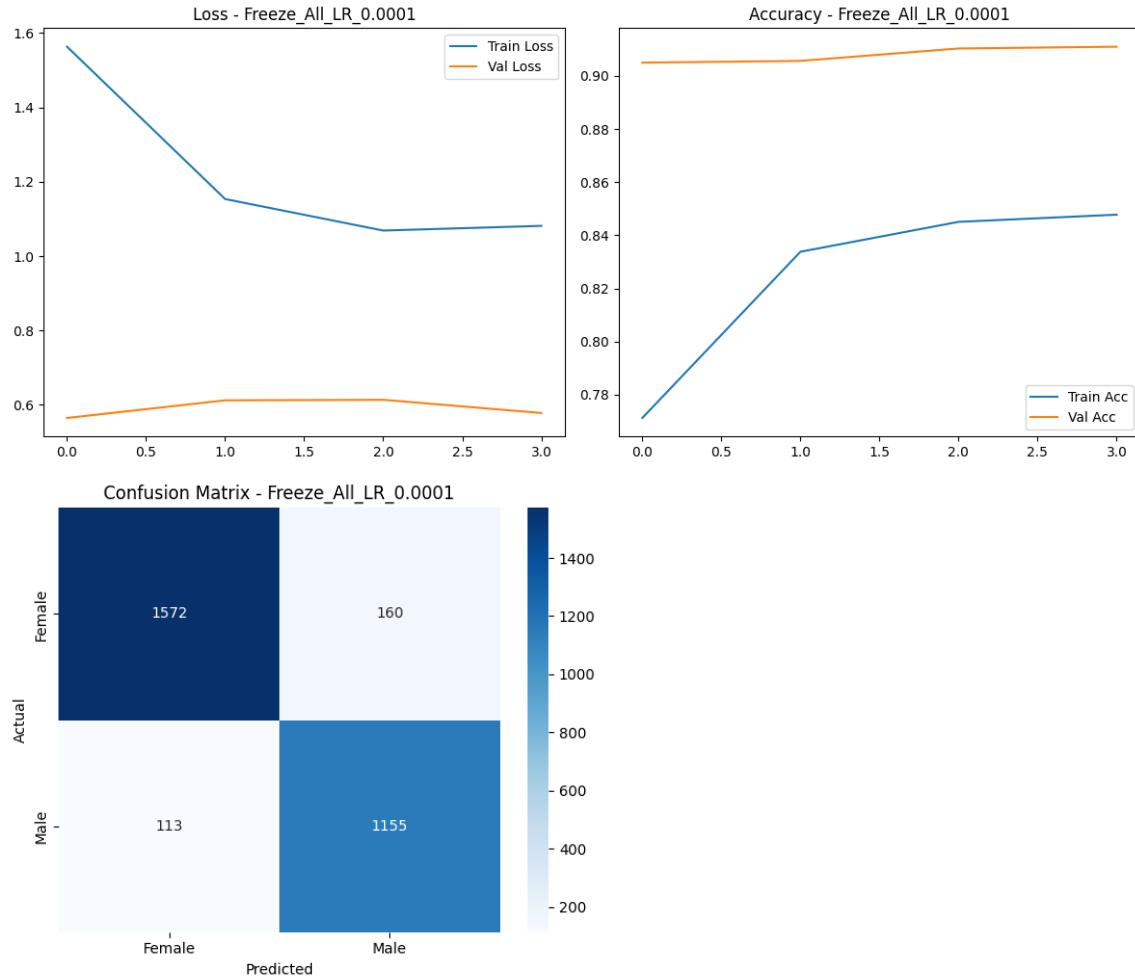 Loss - Freeze_All_LR_0.0001
1.6
1.4
1.2
1.0
0.8
0.6
Train Loss
Val Loss
0.0 0.5 1.0 1.5 2.0 2.5 3.0
Accuracy - Freeze_All_LR_0.0001
0.90
0.88
0.86
0.84
0.82
0.80
0.78
Train Acc
Val Acc
0.0 0.5 1.0 1.5 2.0 2.5 3.0
Confusion Matrix - Freeze_All_LR_0.0001
Actual
Female
Male
1572 160
113 1155
Female Male
Predicted
1400
1200
1000
800
600
400
200